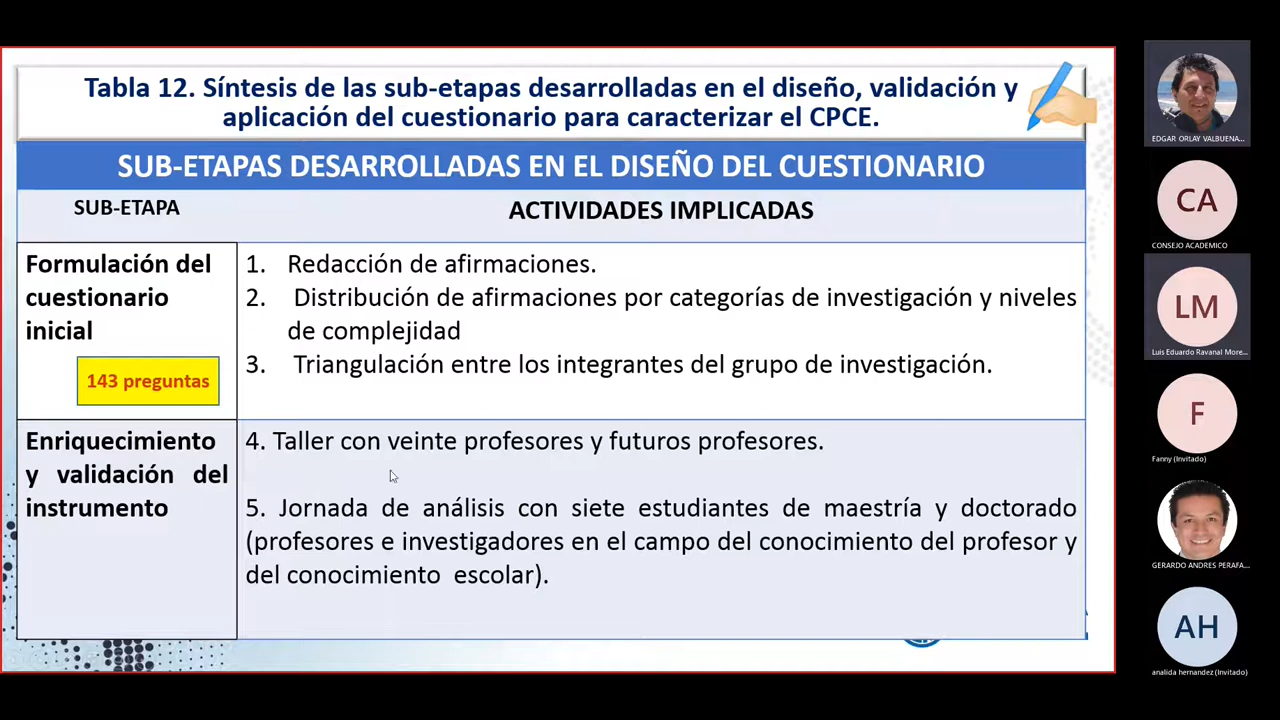 Tabla 12. Síntesis de las sub-etapas desarrolladas en el diseño, validación y
aplicación del cuestionario para caracterizar el CPCE.
SUB-ETAPAS DESARROLLADAS EN EL DISEÑO DEL CUESTIONARIO
SUB-ETAPA
ACTIVIDADES IMPLICADAS
Formulación del
cuestionario
inicial
143 preguntas
1. Redacción de afirmaciones.
2. Distribución de afirmaciones por categorías de investigación y niveles
de complejidad
3. Triangulación entre los integrantes del grupo de investigación.
Enriquecimiento
y validación del
instrumento
4. Taller con veinte profesores y futuros profesores.
5. Jornada de análisis con siete estudiantes de maestría y doctorado
(profesores e investigadores en el campo del conocimiento del profesor y
del conocimiento escolar).
EDGAR ORLAY VALBUENA...
CA
CONSEJO ACADEMICO
LM
Luis Eduardo Ravanal More...
F
Fanny (Invitado)
GERARDO ANDRES PERAFA...
AH
analida hernandez (Invitado)